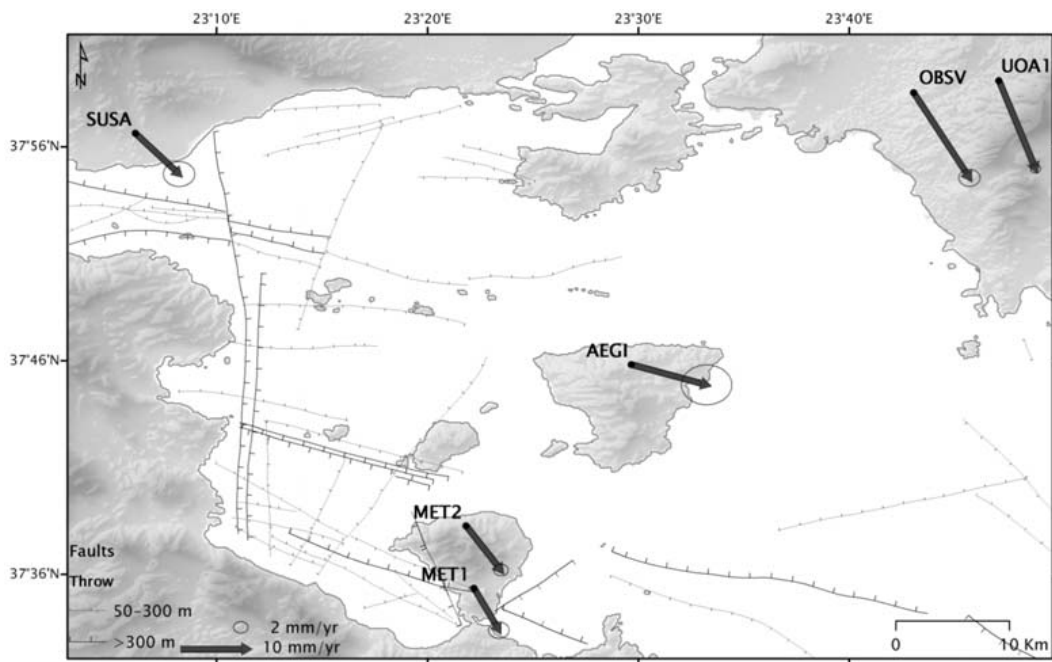 23°10'E 23°20'E 23°30'E 23°40'E
N
UOA1
OBSV
SUSA
37°56'N
AEGI
37°46'N
MET2
MET1
37°36'N
Faults
Throw
50-300 m
>300 m
2 mm/yr
10 mm/yr
0 10 Km